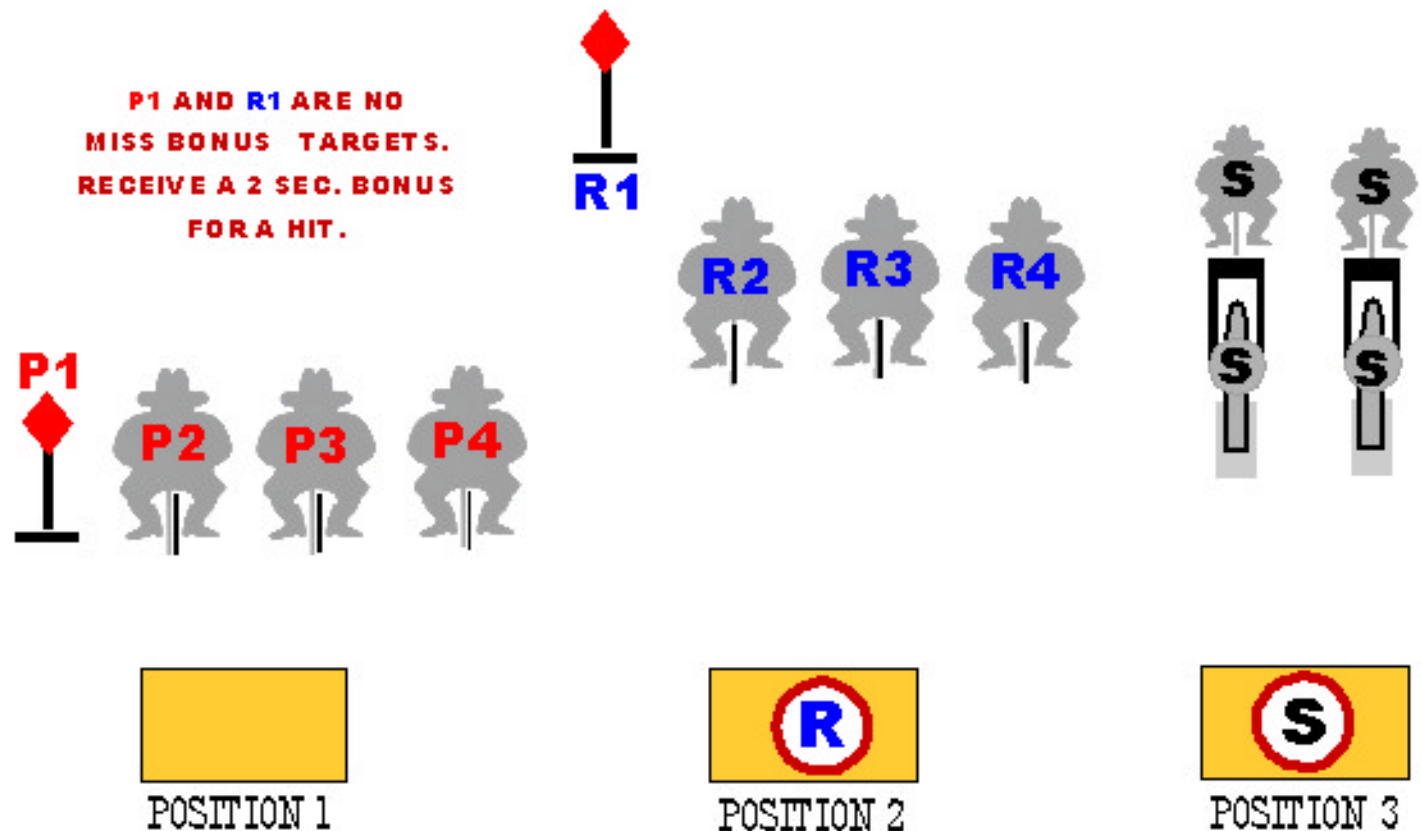 P1 AND R1 ARE NO
MISS BONUS TARGETS.
RECEIVE A 2 SEC. BONUS
FOR A HIT.
R1
S S
R2 R3 R4
P1
S S
P2 P3 P4
R
S
POSITION 1
POSITION 2
POSITION 3